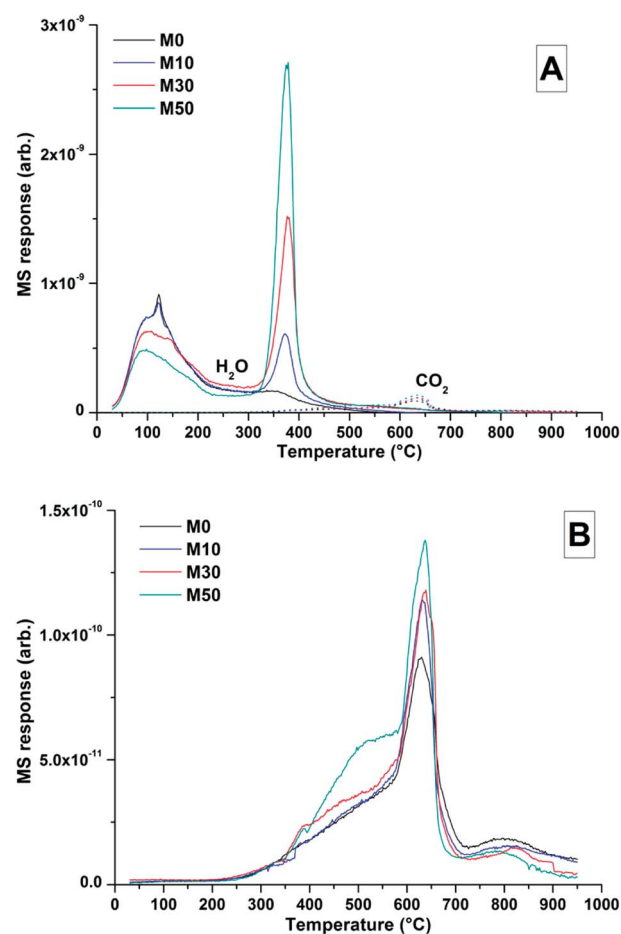 A
M0
M10
M30
M50
3x10⁻⁹
2x10⁻⁹
1x10⁻⁹
0
MS response (arb.)
H₂O
CO₂
0 100 200 300 400 500 600 700 800 900 1000
Temperature (°C)
B
M0
M10
M30
M50
1.5x10⁻¹⁰
1.0x10⁻¹⁰
5.0x10⁻¹¹
0.0
MS response (arb.)
0 100 200 300 400 500 600 700 800 900 1000
Temperature (°C)